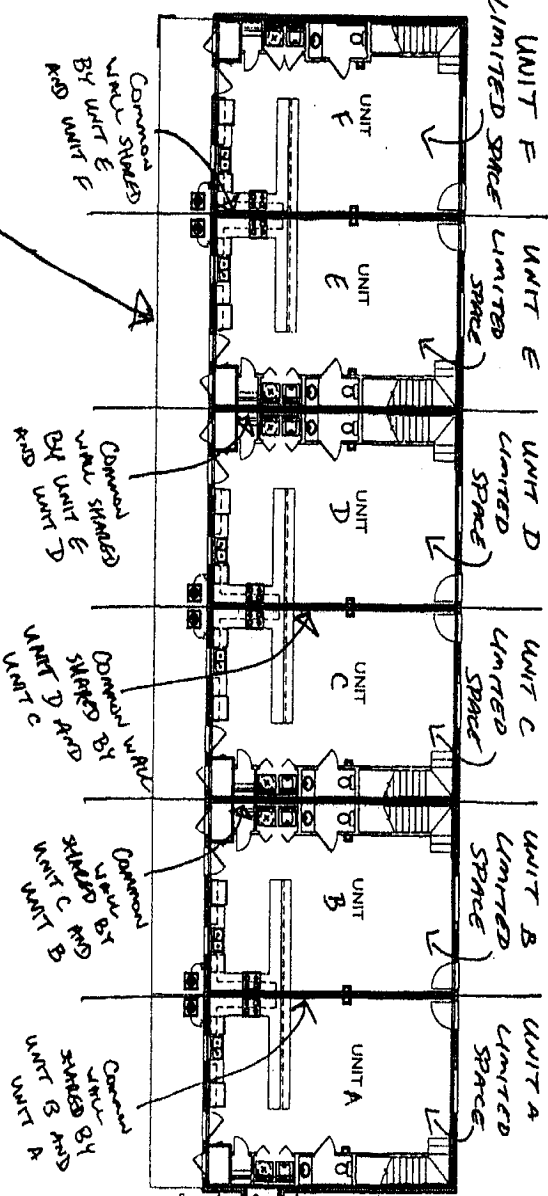 UNIT F
LIMITED SPACE
UNIT E
LIMITED
SPACE
UNIT D
LIMITED
SPACE
UNIT C
LIMITED
SPACE
UNIT B
LIMITED
SPACE
UNIT A
LIMITED
SPACE
UNIT
F
UNIT
E
UNIT
D
UNIT
C
UNIT
B
UNIT A
COMMON
WALL SHARED
BY UNIT E
AND UNIT F
COMMON
WALL SHARED
BY UNIT E
AND UNIT D
COMMON WALL
SHARED BY
UNIT D AND
UNIT C
COMMON
WALL
SHARED BY
UNIT C AND
UNIT B
COMMON
WALL
SHARED BY
UNIT B AND
UNIT A